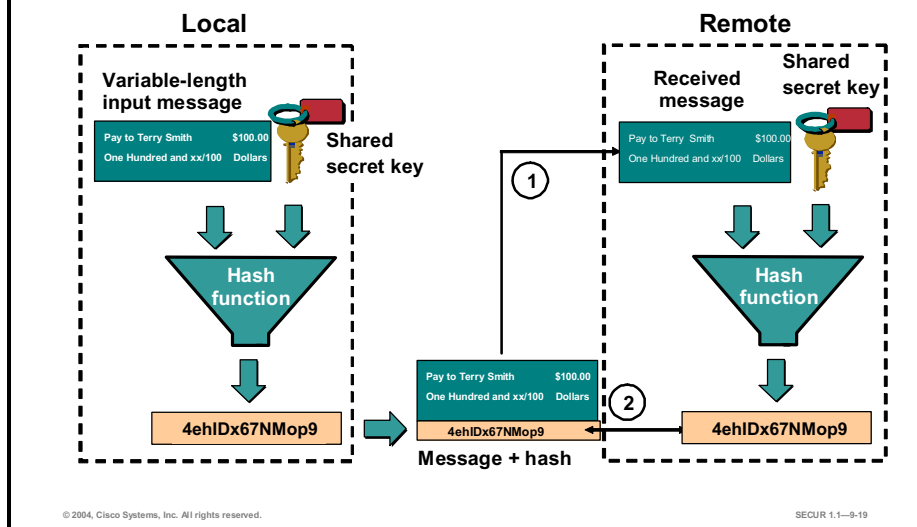 Local
Remote
Variable-length
input message
Pay to Terry Smith $100.00
One Hundred and xx/100 Dollars
Shared
secret key
Hash
function
4ehIDx67NMop9
1
Pay to Terry Smith $100.00
One Hundred and xx/100 Dollars
4ehIDx67NMop9
Message + hash
2
Received
message
Shared
secret key
Pay to Terry Smith $100.00
One Hundred and xx/100 Dollars
Hash
function
4ehIDx67NMop9
© 2004, Cisco Systems, Inc. All rights reserved.
SECUR 1.1—9-19